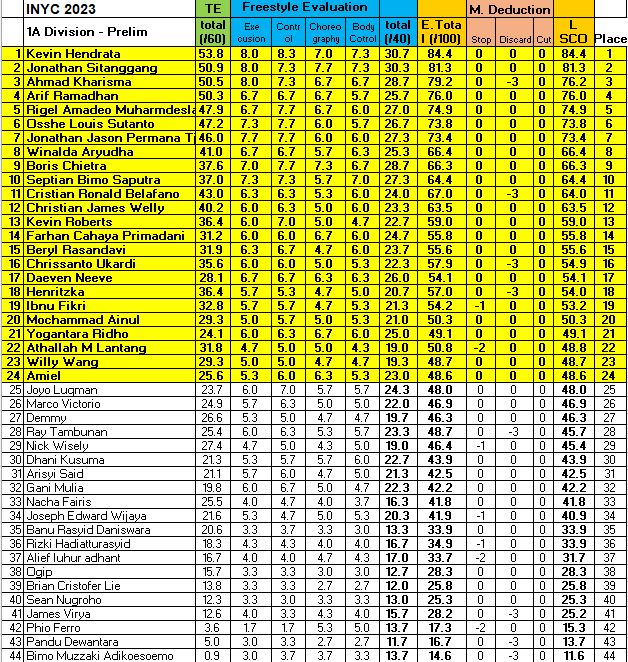 INYC 2023 TE Freestyle Evaluation M. Deduction L
1A Division - Prelim total (/60) Exe cusion Contr ol Choreo graphy Body Cotrol total (/40) E.Tota l (/100) Stop Discard Cut SCO Place
1 Kevin Hendrata 53.8 8.0 8.3 7.0 7.3 30.7 84.4 0 0 0 84.4 1
2 Jonathan Sitanggang 50.9 8.0 7.3 7.7 7.3 30.3 81.3 0 0 0 81.3 2
3 Ahmad Kharisma 50.5 8.3 7.7 6.0 6.7 28.7 79.2 0 -3 0 76.2 3
4 Arif Ramadhan 50.3 6.7 6.7 6.7 5.7 25.7 76.0 0 0 0 76.0 4
5 Rigel Amadeo Muharmdesla 47.9 6.7 7.7 6.7 6.0 27.0 74.9 0 0 0 74.9 5
6 Osshe Louis Sutanto 47.2 7.3 7.7 6.0 5.7 26.7 73.8 0 0 0 73.8 6
7 Jonathan Jason Permana Tj 46.0 7.7 7.7 6.0 6.0 27.3 73.4 0 0 0 73.4 7
8 Winalda Aryudha 41.0 6.7 6.7 5.7 6.3 25.3 66.4 0 0 0 66.4 8
9 Boris Chietra 37.6 7.0 7.7 7.3 6.7 28.7 66.3 0 0 0 66.3 9
10 Septian Bimo Saputra 37.0 7.3 7.3 5.7 7.0 27.3 64.4 0 0 0 64.4 10
11 Cristian Ronald Belafano 43.0 6.3 6.3 5.3 6.0 24.0 67.0 0 -3 0 64.0 11
12 Christian James Welly 40.2 6.3 6.0 5.3 6.0 23.3 63.5 0 0 0 63.5 12
13 Kevin Roberts 36.4 6.0 7.0 5.0 4.7 22.7 59.0 0 0 0 59.0 13
14 Farhan Cahaya Primadani 31.2 6.0 6.0 6.7 6.0 24.7 55.8 0 0 0 55.8 14
15 Beryl Rasandavi 31.9 6.3 6.7 4.7 6.0 23.7 55.6 0 0 0 55.6 15
16 Chrissanto Ukardi 35.6 6.0 6.0 5.0 5.3 22.3 57.9 0 -3 0 54.9 16
17 Daeven Neeve 28.1 6.7 6.7 6.3 6.3 26.0 54.1 0 0 0 54.1 17
18 Henritzka 36.4 5.7 5.3 4.7 5.0 20.7 57.0 0 -3 0 54.0 18
19 Ibnu Fikri 32.8 5.7 5.7 4.7 5.3 21.3 54.2 -1 0 0 53.2 19
20 Mochammad Ainul 29.3 5.0 5.7 5.0 5.3 21.0 50.3 0 0 0 50.3 20
21 Yogantara Ridho 24.1 6.0 6.3 6.7 6.0 25.0 49.1 0 0 0 49.1 21
22 Athallah M Lantang 31.8 4.7 5.0 5.0 4.3 19.0 50.8 -2 0 0 48.8 22
23 Willy Wang 29.3 5.0 5.0 4.7 4.7 19.3 48.7 0 0 0 48.7 23
24 Amiel 25.6 5.3 6.0 6.3 5.3 23.0 48.6 0 0 0 48.6 24
25 Joyo Luqman 23.7 6.0 7.0 5.7 5.7 24.3 48.0 0 0 0 48.0 25
26 Marco Victorio 24.9 5.7 6.3 5.0 5.0 22.0 46.9 0 0 0 46.9 26
27 Demmy 26.6 5.3 5.0 4.7 4.7 19.7 46.3 0 0 0 46.3 27
28 Ray Tambunan 25.4 6.0 6.3 5.7 5.3 23.3 48.7 0 -3 0 45.7 28
29 Nick Wisely 27.4 4.7 5.0 4.3 5.0 19.0 46.4 -1 0 0 45.4 29
30 Dhani Kusuma 21.3 5.3 5.7 5.7 6.0 22.7 43.9 0 0 0 43.9 30
31 Arisyi Said 21.1 5.7 6.0 4.7 5.0 21.3 42.5 0 0 0 42.5 31
32 Gani Mulia 19.8 6.0 6.7 5.0 4.7 22.3 42.2 0 0 0 42.2 32
33 Nacha Fairis 25.5 4.0 4.7 4.0 3.7 16.3 41.8 0 0 0 41.8 33
34 Joseph Edward Wijaya 21.6 5.3 4.7 5.0 5.3 20.3 41.9 -1 0 0 40.9 34
35 Banu Rasyid Daniswara 20.6 3.3 3.7 3.3 3.0 13.3 33.9 0 0 0 33.9 35
36 Rizki Hadiatturasyid 18.3 4.3 4.3 4.0 4.0 16.7 34.9 -1 0 0 33.9 36
37 Alief luhur adhant 16.7 4.0 4.7 4.0 4.3 17.0 33.7 -2 0 0 31.7 37
38 Ogip 15.7 3.3 3.3 3.0 3.0 12.7 28.3 0 0 0 28.3 38
39 Brian Cristofer Lie 13.8 3.3 3.3 2.7 2.7 12.0 25.8 0 0 0 25.8 39
40 Sean Nugroho 12.3 3.3 3.0 3.3 3.3 13.0 25.3 0 0 0 25.3 40
41 James Virya 12.6 4.0 3.3 4.3 4.0 15.7 28.2 0 -3 0 25.2 41
42 Phio Ferro 3.6 1.7 1.7 5.3 5.0 13.7 17.3 -2 0 0 15.3 42
43 Pandu Dewantara 5.0 3.0 3.3 2.7 2.7 11.7 16.7 0 -3 0 13.7 43
44 Bimo Muzzaki Adikoesoemo 0.9 3.0 3.7 3.7 3.3 13.7 14.6 0 -3 0 11.6 44